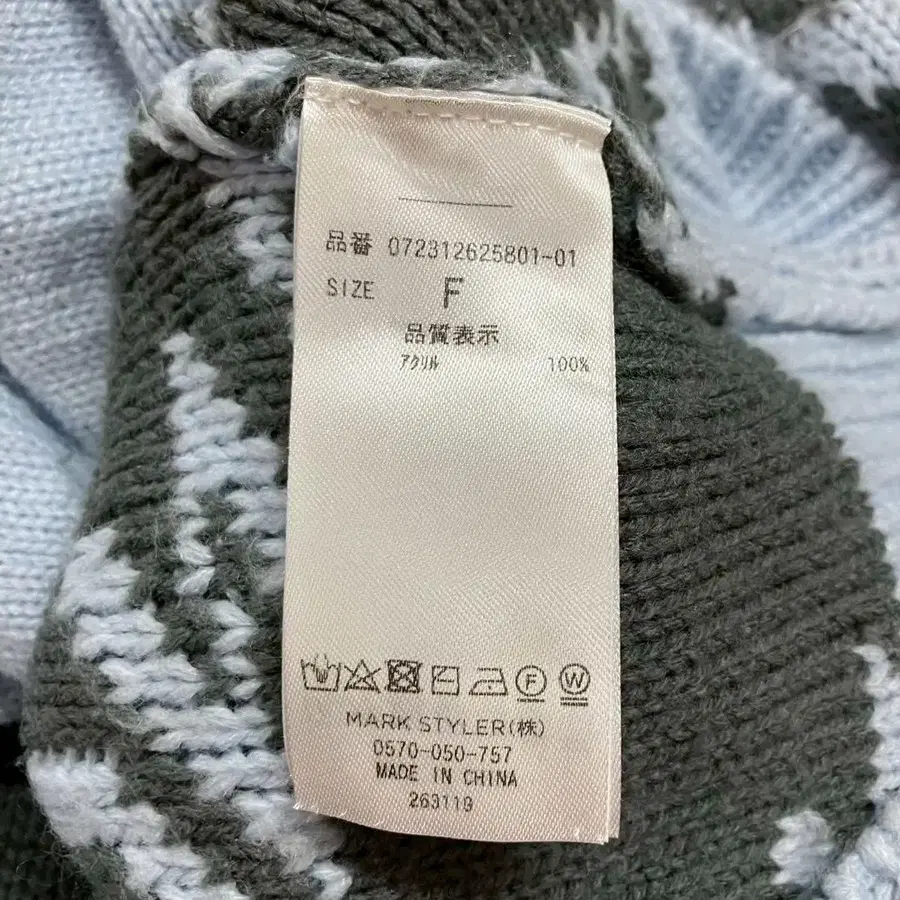 品番 072312625801-01
SIZE F
品質表示
アクリル 100%
F W
MARK STYLER(株)
0570-050-757
MADE IN CHINA
263119